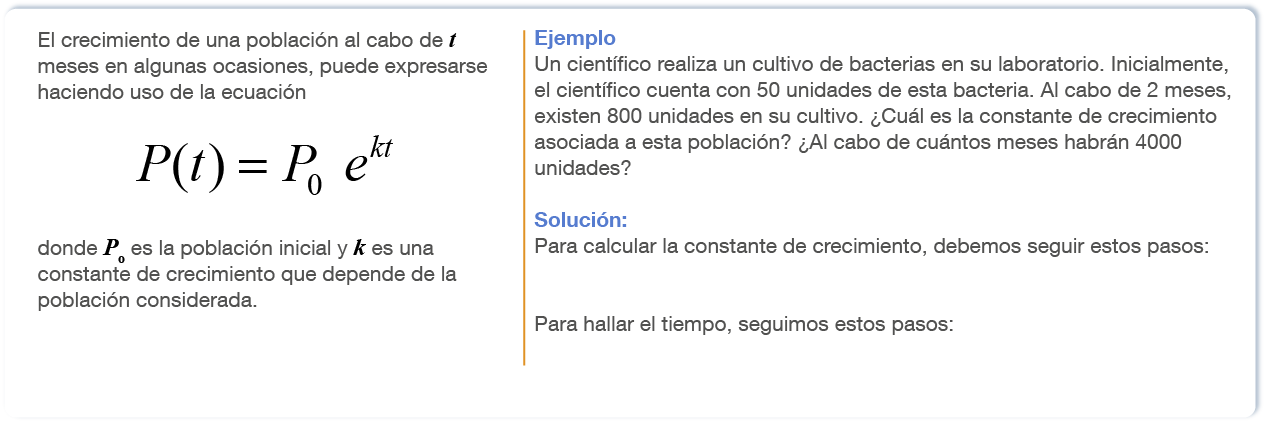 El crecimiento de una población al cabo de t
meses en algunas ocasiones, puede expresarse
haciendo uso de la ecuación
P(t) = P₀ e^{kt}
donde P₀ es la población inicial y k es una
constante de crecimiento que depende de la
población considerada.
Ejemplo
Un científico realiza un cultivo de bacterias en su laboratorio. Inicialmente,
el científico cuenta con 50 unidades de esta bacteria. Al cabo de 2 meses,
existen 800 unidades en su cultivo. ¿Cuál es la constante de crecimiento
asociada a esta población? ¿Al cabo de cuántos meses habrán 4000
unidades?
Solución:
Para calcular la constante de crecimiento, debemos seguir estos pasos:
Para hallar el tiempo, seguimos estos pasos: